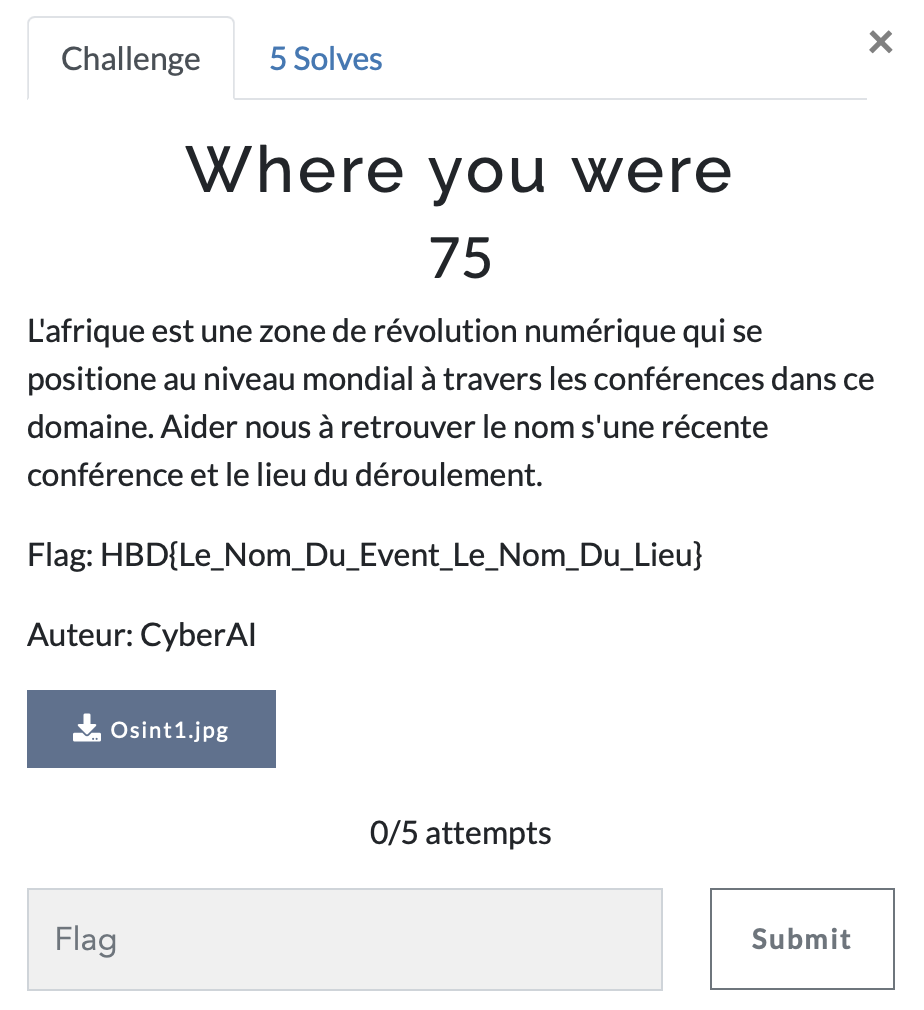 Challenge
5 Solves
×
Where you were
75
L'afrique est une zone de révolution numérique qui se
positione au niveau mondial à travers les conférences dans ce
domaine. Aider nous à retrouver le nom s'une récente
conférence et le lieu du déroulement.
Flag: HBD{Le_Nom_Du_Event_Le_Nom_Du_Lieu}
Auteur: CyberAI
Osint1.jpg
0/5 attempts
Flag
Submit